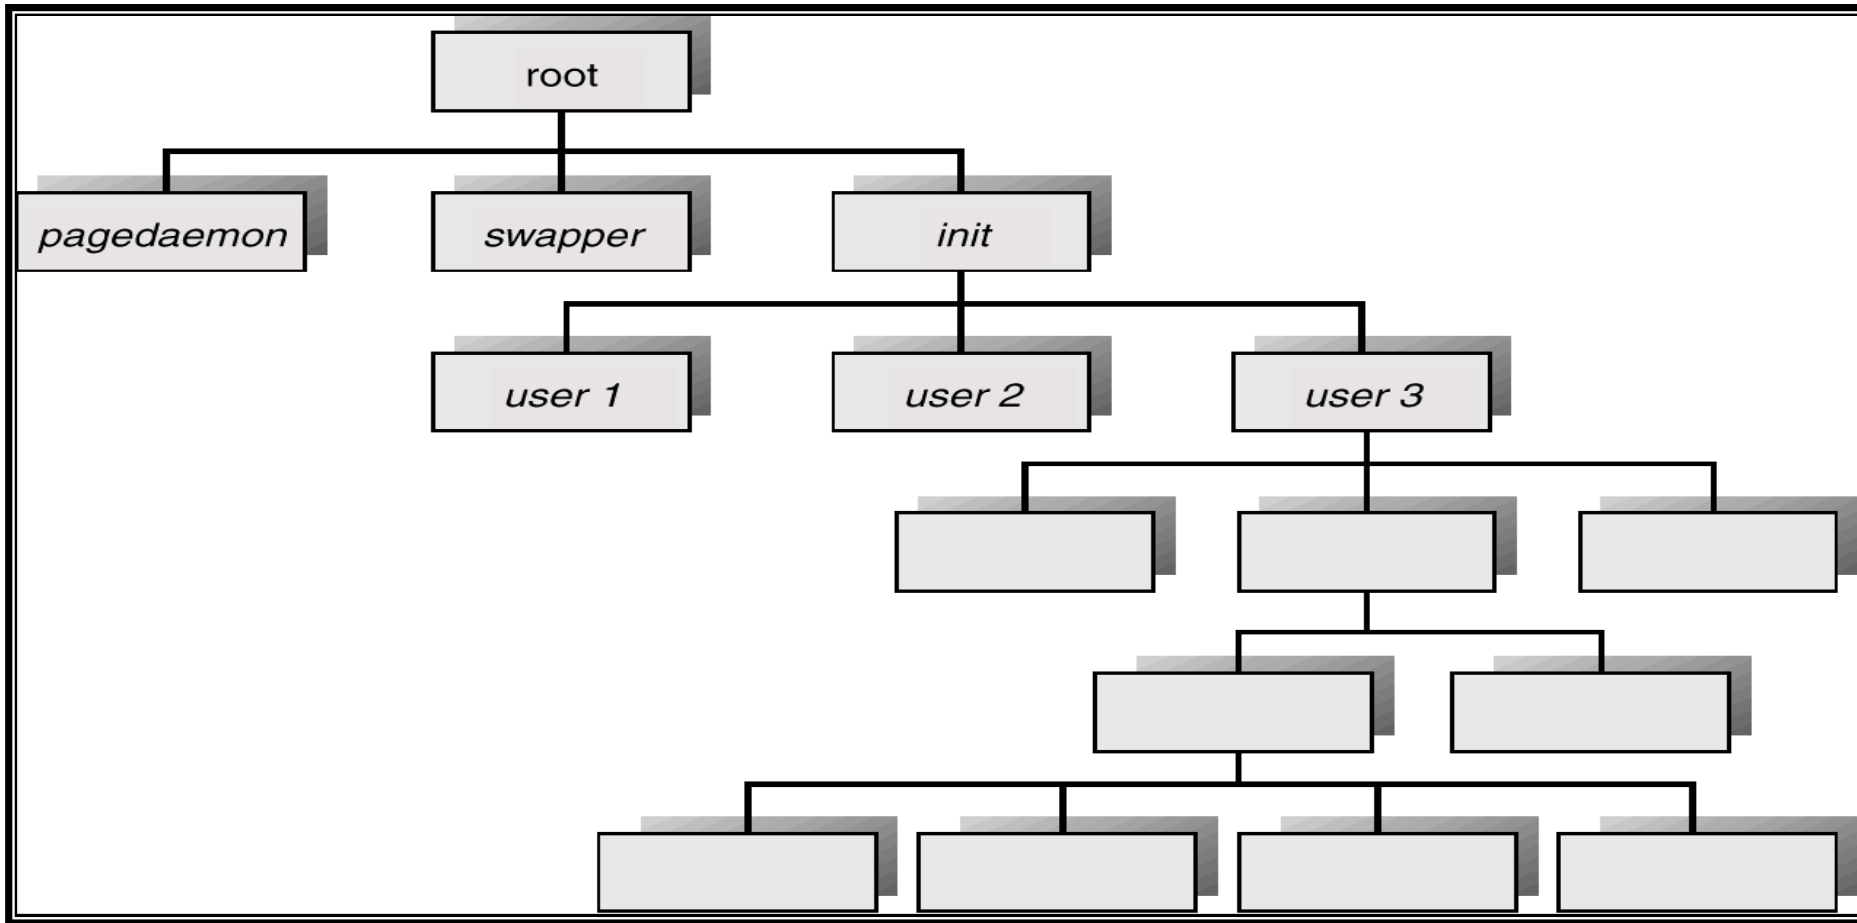 root
pagedaemon
swapper
init
user 1
user 2
user 3